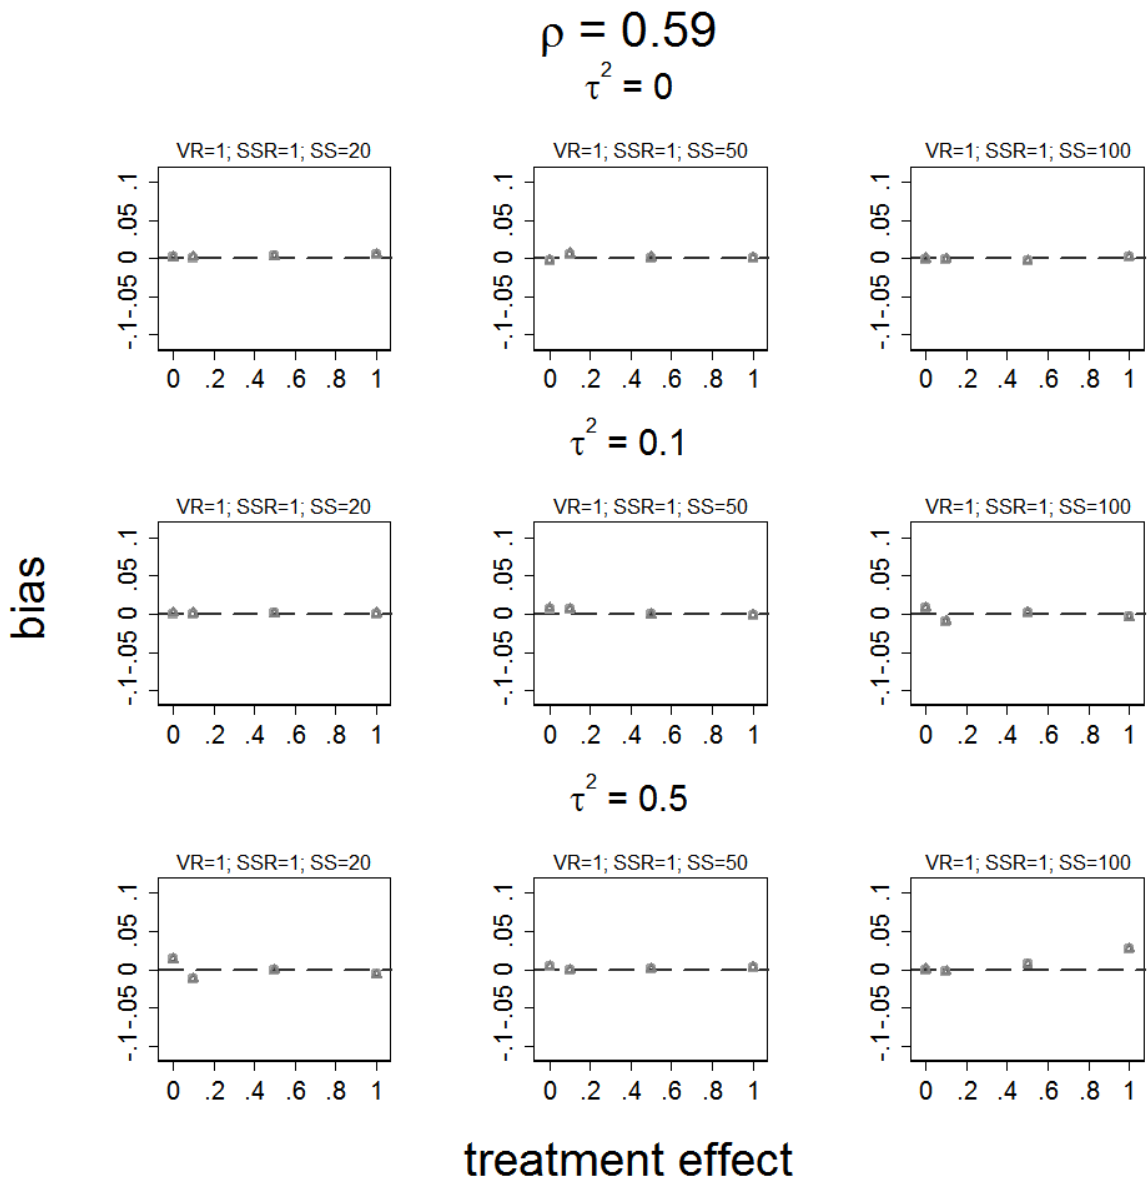 ρ = 0.59
τ² = 0
VR=1; SSR=1; SS=20
VR=1; SSR=1; SS=50
VR=1; SSR=1; SS=100
-.1 -.05 0 .05 .1
-.1 -.05 0 .05 .1
-.1 -.05 0 .05 .1
0 .2 .4 .6 .8 1
0 .2 .4 .6 .8 1
0 .2 .4 .6 .8 1
τ² = 0.1
VR=1; SSR=1; SS=20
VR=1; SSR=1; SS=50
VR=1; SSR=1; SS=100
bias
-.1 -.05 0 .05 .1
-.1 -.05 0 .05 .1
-.1 -.05 0 .05 .1
0 .2 .4 .6 .8 1
0 .2 .4 .6 .8 1
0 .2 .4 .6 .8 1
τ² = 0.5
VR=1; SSR=1; SS=20
VR=1; SSR=1; SS=50
VR=1; SSR=1; SS=100
-.1 -.05 0 .05 .1
-.1 -.05 0 .05 .1
-.1 -.05 0 .05 .1
0 .2 .4 .6 .8 1
0 .2 .4 .6 .8 1
0 .2 .4 .6 .8 1
treatment effect